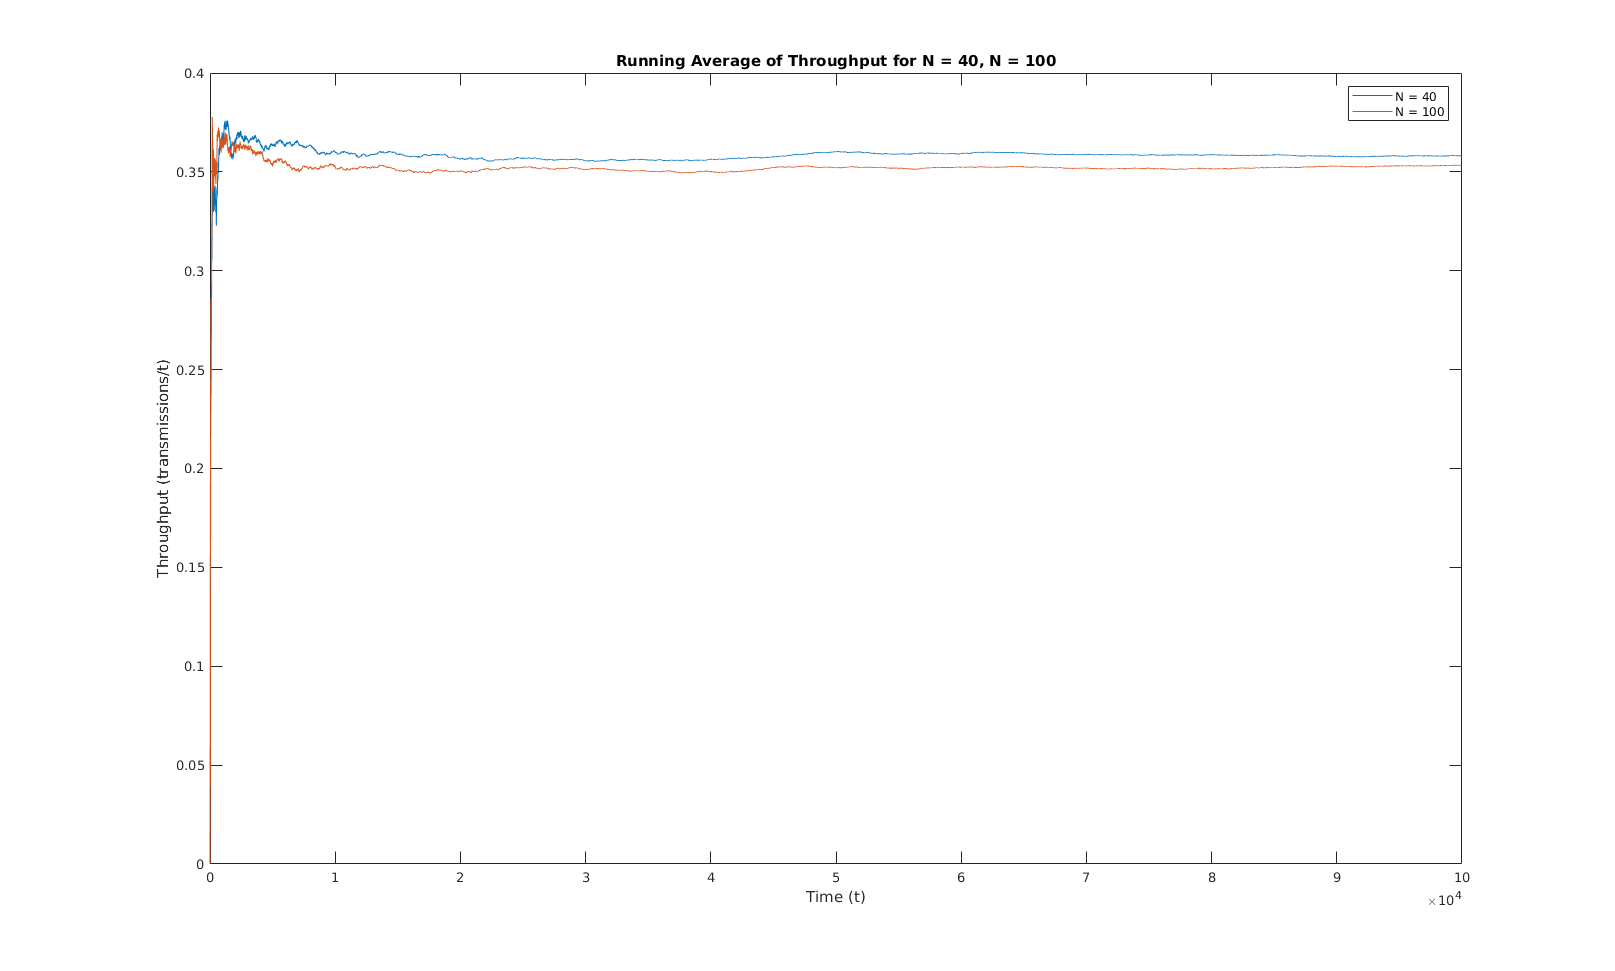 Running Average of Throughput for N = 40, N = 100
N = 40
N = 100
Throughput (transmissions/t)
0.4
0.35
0.3
0.25
0.2
0.15
0.1
0.05
0
0 1 2 3 4 5 6 7 8 9 10
Time (t)
×10^4